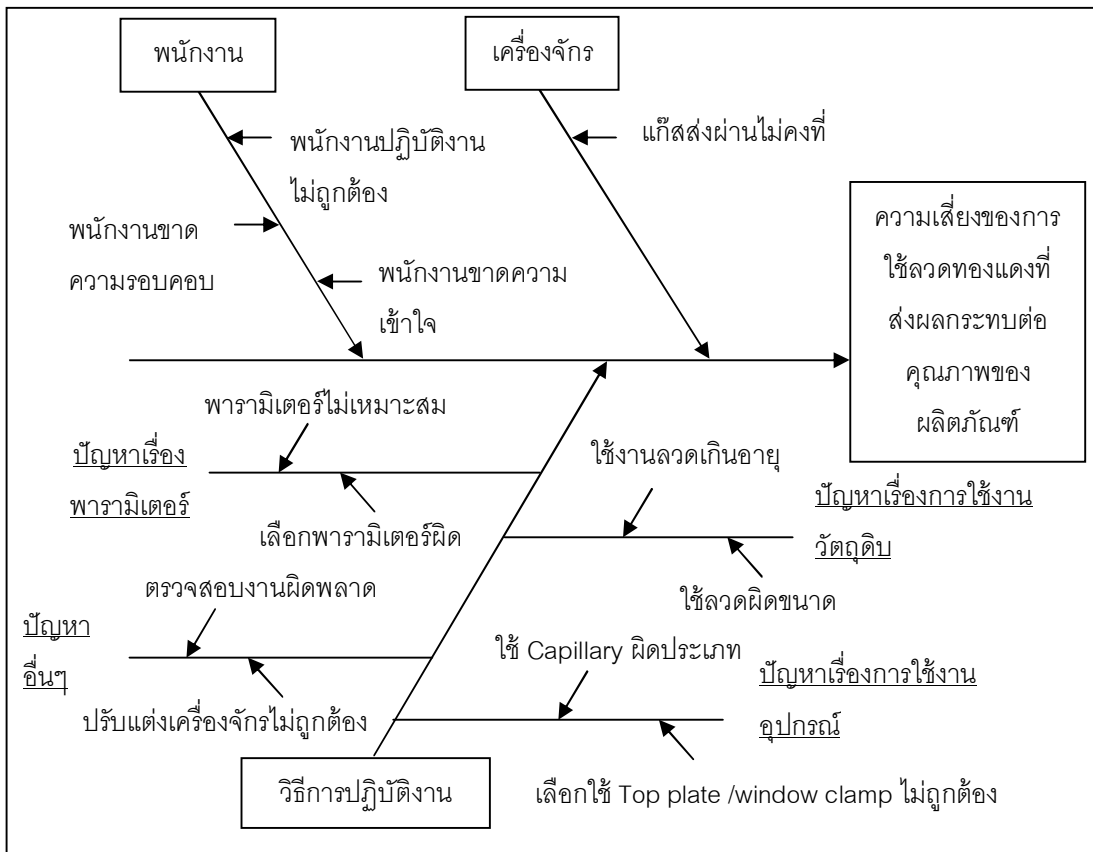 พนักงาน
เครื่องจักร
พนักงานปฏิบัติงาน
ไม่ถูกต้อง
แก๊สส่งผ่านไม่คงที่
พนักงานขาด
ความรอบคอบ
พนักงานขาดความ
เข้าใจ
ความเสี่ยงของการ
ใช้ลวดทองแดงที่
ส่งผลกระทบต่อ
คุณภาพของ
ผลิตภัณฑ์
พารามิเตอร์ไม่เหมาะสม
ปัญหาเรื่อง
พารามิเตอร์
เลือกพารามิเตอร์ผิด
ใช้งานลวดเกินอายุ
ปัญหาเรื่องการใช้งาน
วัตถุดิบ
ใช้ลวดผิดขนาด
ตรวจสอบงานผิดพลาด
ปัญหา
อื่นๆ
ปรับแต่งเครื่องจักรไม่ถูกต้อง
ใช้ Capillary ผิดประเภท
ปัญหาเรื่องการใช้งาน
อุปกรณ์
เลือกใช้ Top plate /window clamp ไม่ถูกต้อง
วิธีการปฏิบัติงาน